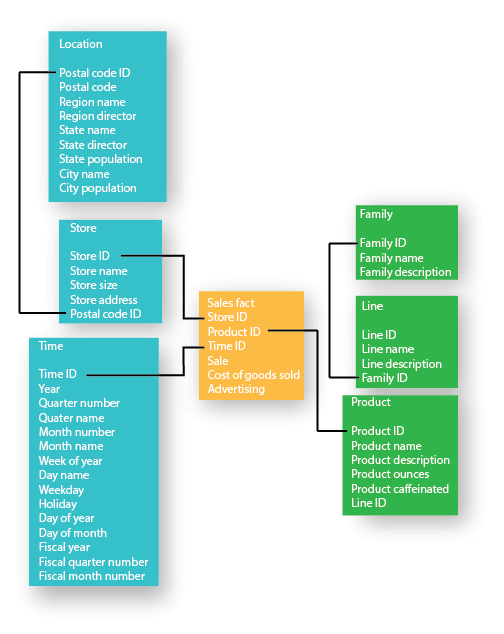 Location
Postal code ID
Postal code
Region name
Region director
State name
State director
State population
City name
City population
Store
Store ID
Store name
Store size
Store address
Postal code ID
Time
Time ID
Year
Quarter number
Quater name
Month number
Month name
Week of year
Day name
Weekday
Holiday
Day of year
Day of month
Fiscal year
Fiscal quarter number
Fiscal month number
Sales fact
Store ID
Product ID
Time ID
Sale
Cost of goods sold
Advertising
Family
Family ID
Family name
Family description
Line
Line ID
Line name
Line description
Family ID
Product
Product ID
Product name
Product description
Product ounces
Product caffeinated
Line ID